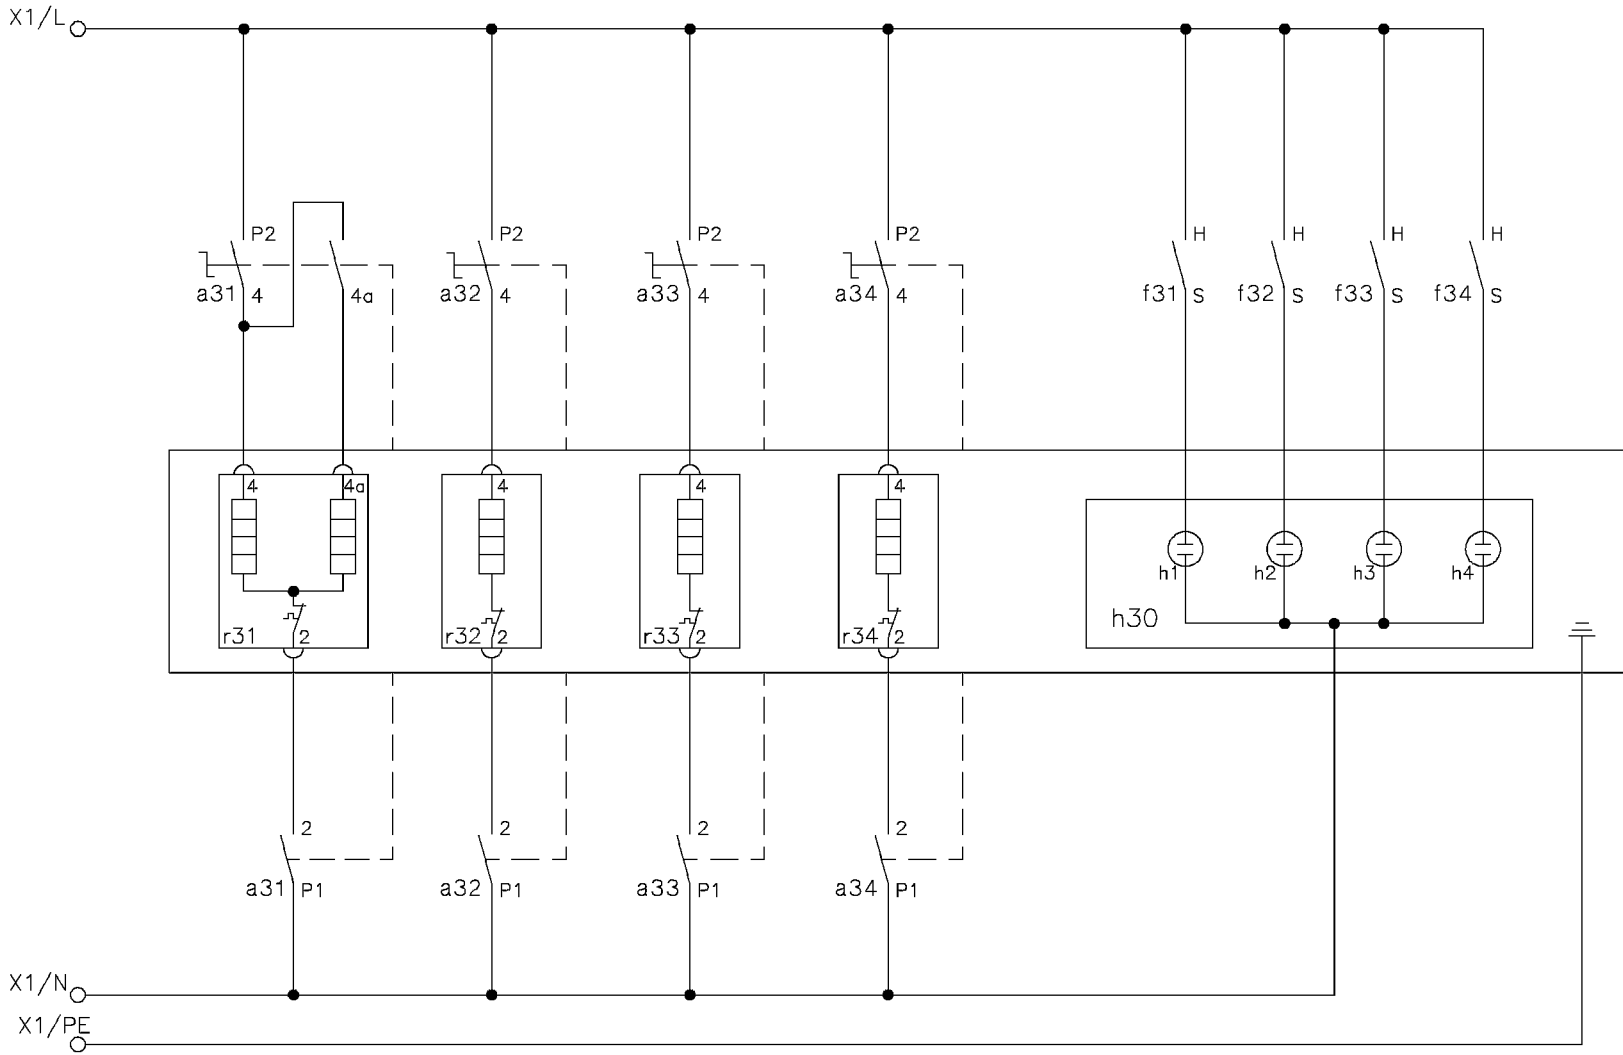 X1/L
P2 P2 P2 P2 H H H H
a31 4 4a a32 4 a33 4 a34 4 f31 S f32 S f33 S f34 S
4 4a 4 4 4
h1 h2 h3 h4
h30
r31 2 r32 2 r33 2 r34 2
2 2 2 2
a31 P1 a32 P1 a33 P1 a34 P1
X1/N
X1/PE